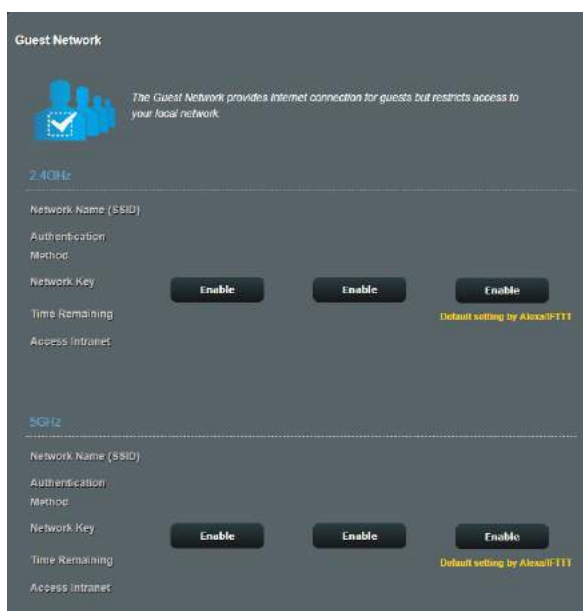 Guest Network
The Guest Network provides Internet connection for guests but restricts access to
your local network.
2.4GHz
Network Name (SSID)
Authentication
Method
Network Key
Enable
Enable
Enable
Time Remaining
Default setting by Alexa/IFTTT
Access Intranet
5GHz
Network Name (SSID)
Authentication
Method
Network Key
Enable
Enable
Enable
Time Remaining
Default setting by Alexa/IFTTT
Access Intranet